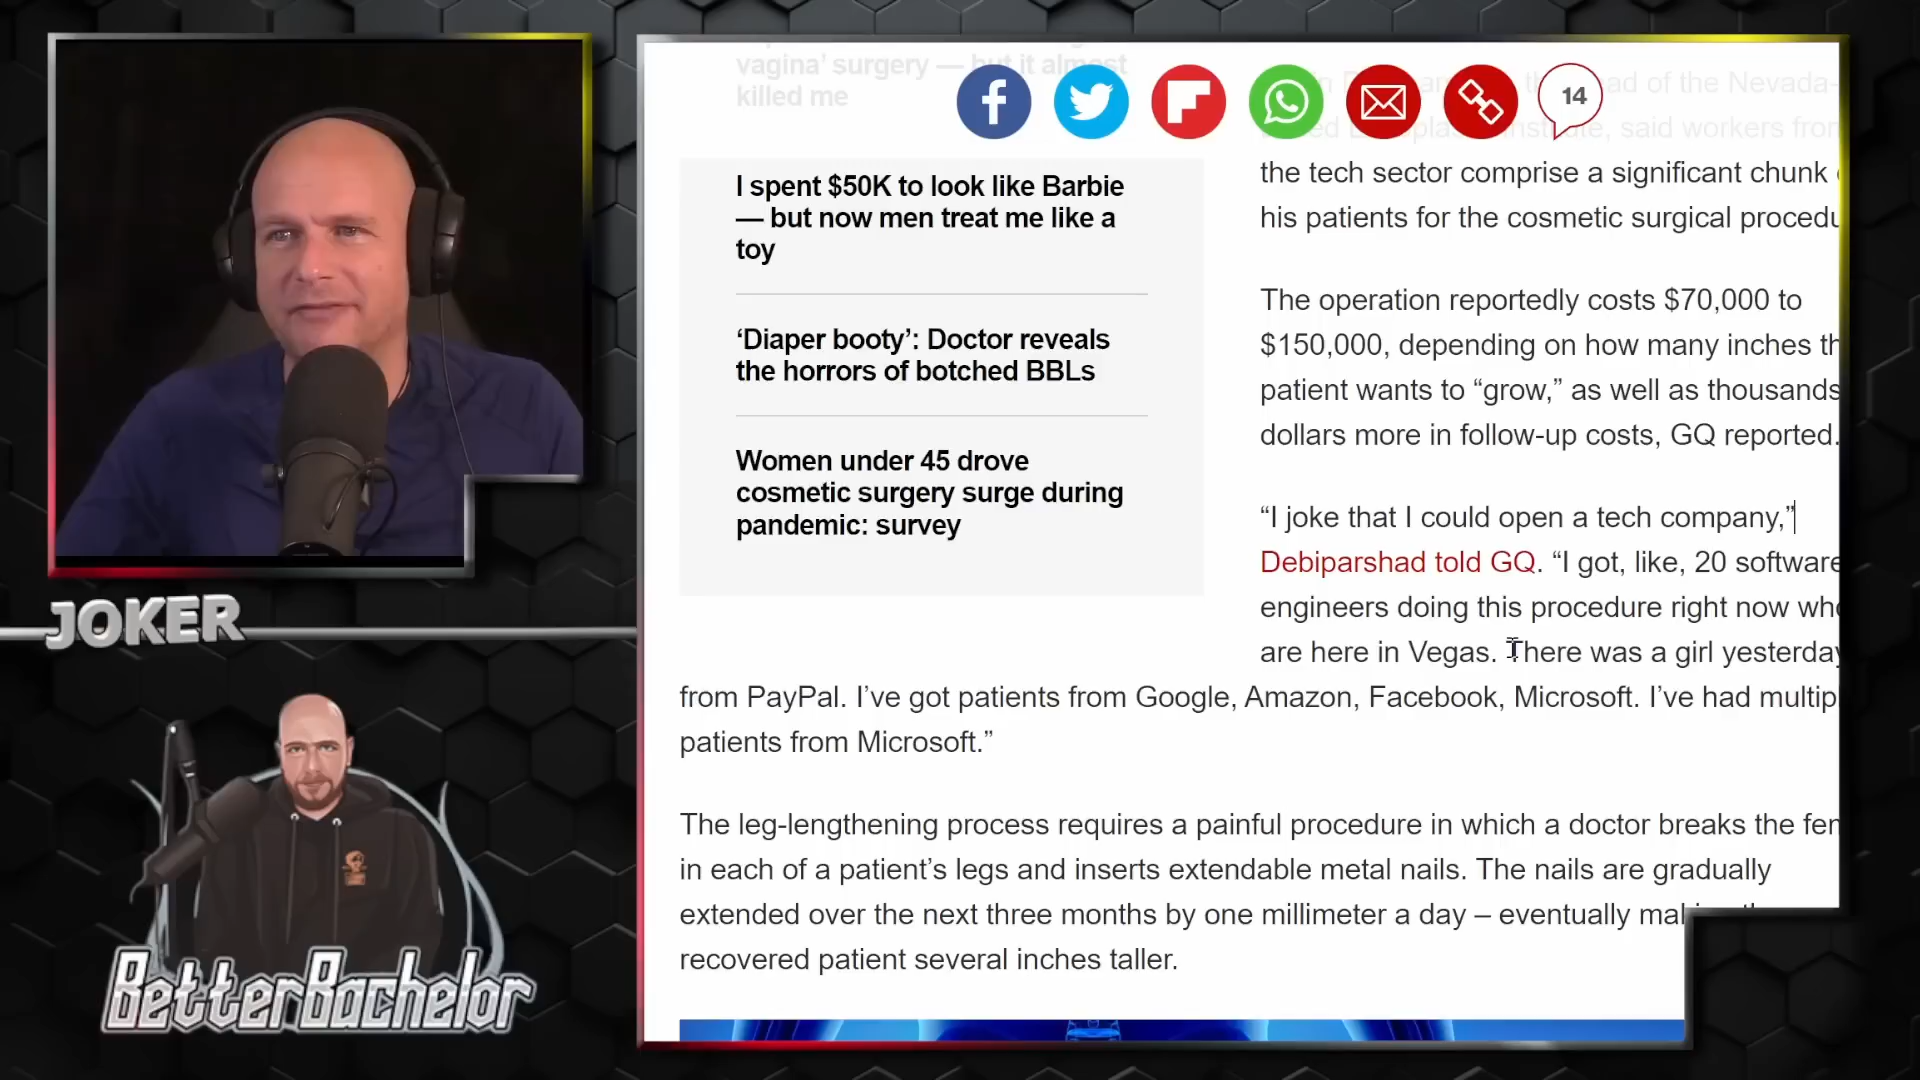 vagina’ surgery — but it almost
killed me
I spent $50K to look like Barbie
— but now men treat me like a
toy
‘Diaper booty’: Doctor reveals
the horrors of botched BBLs
Women under 45 drove
cosmetic surgery surge during
pandemic: survey
14
of the Nevada-
said workers from
the tech sector comprise a significant chunk
his patients for the cosmetic surgical procedu
The operation reportedly costs $70,000 to
$150,000, depending on how many inches th
patient wants to “grow,” as well as thousands
dollars more in follow-up costs, GQ reported.
“I joke that I could open a tech company,”
Debiparshad told GQ. “I got, like, 20 software
engineers doing this procedure right now who
are here in Vegas. There was a girl yesterday
from PayPal. I’ve got patients from Google, Amazon, Facebook, Microsoft. I’ve had multip
patients from Microsoft.”
The leg-lengthening process requires a painful procedure in which a doctor breaks the fem
in each of a patient’s legs and inserts extendable metal nails. The nails are gradually
extended over the next three months by one millimeter a day – eventually
recovered patient several inches taller.
JOKER
BetterBachelor